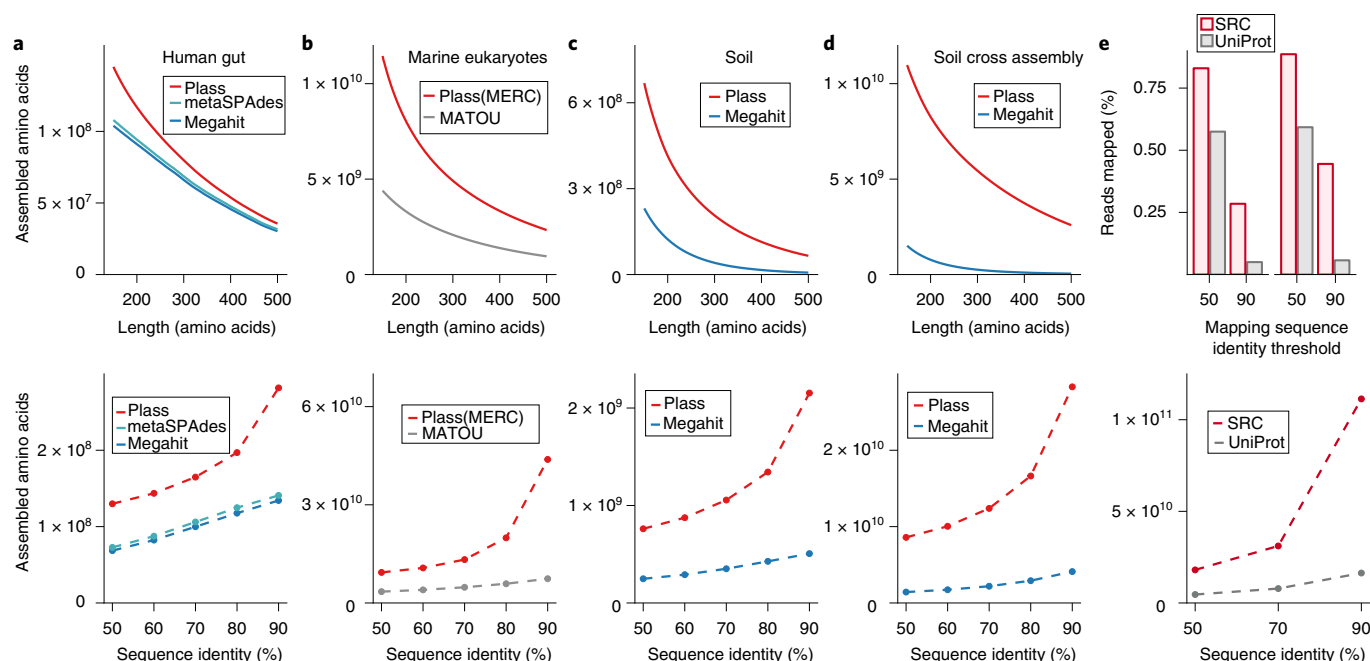 a
Human gut
Plass
metaSPAdes
Megahit
Assembled amino acids
1 × 10⁸
5 × 10⁷
0
200 300 400 500
Length (amino acids)
b
Marine eukaryotes
Plass(MERC)
MATOU
1 × 10¹⁰
5 × 10⁹
0
200 300 400 500
Length (amino acids)
c
Soil
Plass
Megahit
6 × 10⁸
3 × 10⁸
0
200 300 400 500
Length (amino acids)
d
Soil cross assembly
Plass
Megahit
1 × 10¹⁰
5 × 10⁹
0
200 300 400 500
Length (amino acids)
e
SRC
UniProt
Reads mapped (%)
0.75
0.50
0.25
50 90 50 90
Mapping sequence
identity threshold
Plass
metaSPAdes
Megahit
Assembled amino acids
2 × 10⁸
1 × 10⁸
0
50 60 70 80 90
Sequence identity (%)
Plass(MERC)
MATOU
6 × 10¹⁰
3 × 10¹⁰
0
50 60 70 80 90
Sequence identity (%)
Plass
Megahit
2 × 10⁹
1 × 10⁹
0
50 60 70 80 90
Sequence identity (%)
Plass
Megahit
2 × 10¹⁰
1 × 10¹⁰
0
50 60 70 80 90
Sequence identity (%)
SRC
UniProt
1 × 10¹¹
5 × 10¹⁰
0
50 70 90
Sequence identity (%)